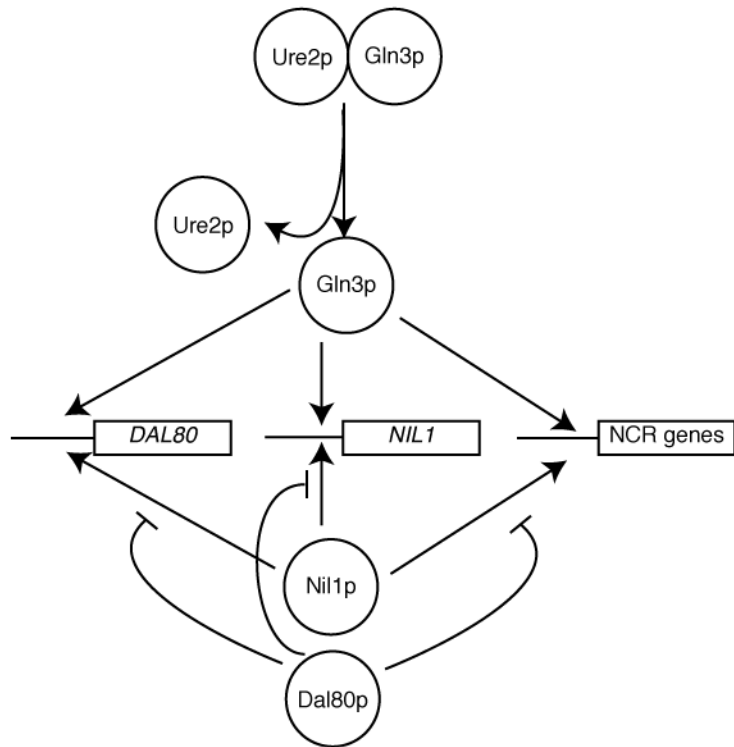 Ure2p Gln3p
Ure2p
Gln3p
DAL80 NIL1 NCR genes
Nil1p
Dal80p